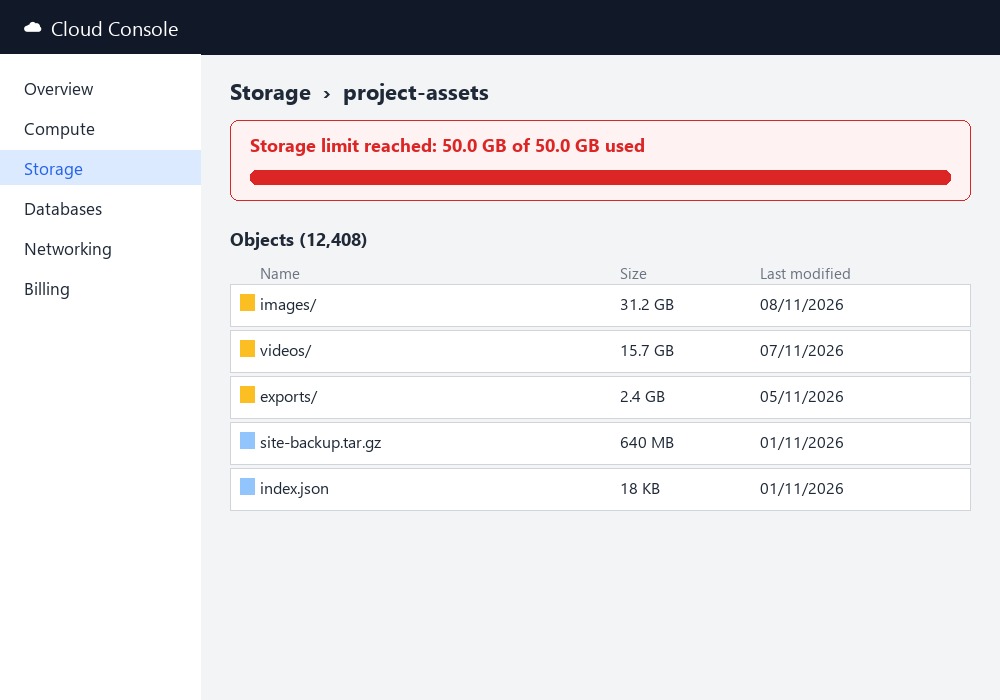 Cloud Console
Overview
Compute
Storage
Databases
Networking
Billing
Storage › project-assets
Storage limit reached: 50.0 GB of 50.0 GB used
Objects (12,408)
Name Size Last modified
images/ 31.2 GB 08/11/2026
videos/ 15.7 GB 07/11/2026
exports/ 2.4 GB 05/11/2026
site-backup.tar.gz 640 MB 01/11/2026
index.json 18 KB 01/11/2026